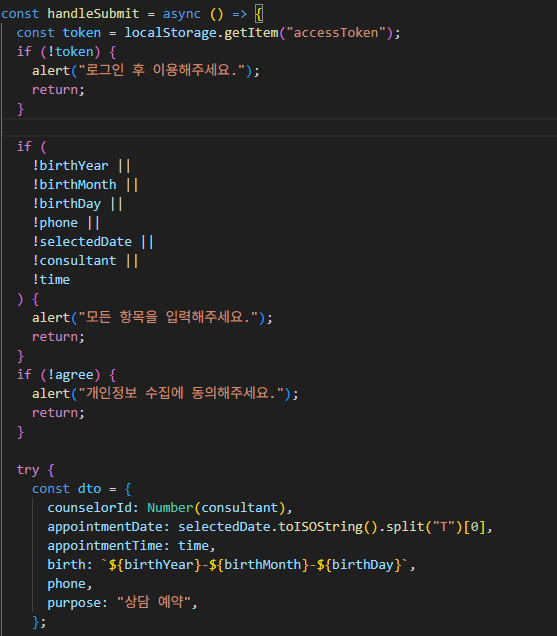 const handleSubmit = async () => {
  const token = localStorage.getItem("accessToken");
  if (!token) {
    alert("로그인 후 이용해주세요.");
    return;
  }

  if (
    !birthYear ||
    !birthMonth ||
    !birthDay ||
    !phone ||
    !selectedDate ||
    !consultant ||
    !time
  ) {
    alert("모든 항목을 입력해주세요.");
    return;
  }
  if (!agree) {
    alert("개인정보 수집에 동의해주세요.");
    return;
  }

  try {
    const dto = {
      counselorId: Number(consultant),
      appointmentDate: selectedDate.toISOString().split("T")[0],
      appointmentTime: time,
      birth: `${birthYear}-${birthMonth}-${birthDay}`,
      phone,
      purpose: "상담 예약",
    };